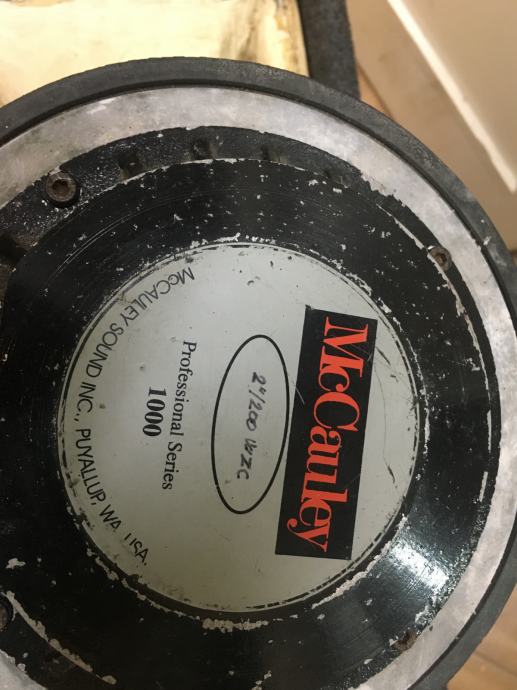 McCauley
Professional Series
1000
McCAULEY SOUND INC., PUYALLUP, WA. USA.